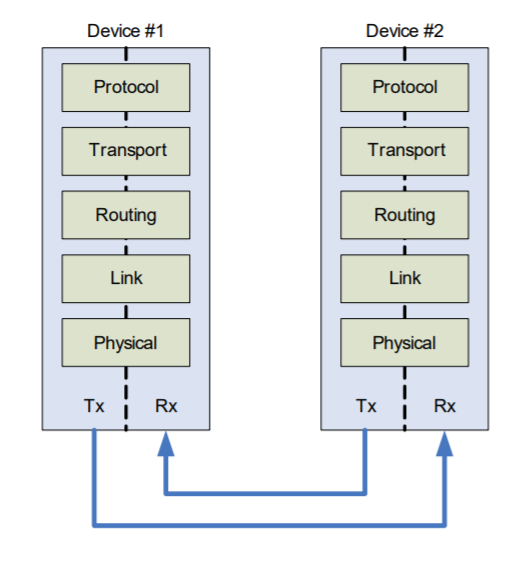 Device #1
Device #2
Protocol
Protocol
Transport
Transport
Routing
Routing
Link
Link
Physical
Physical
Tx
Rx
Tx
Rx